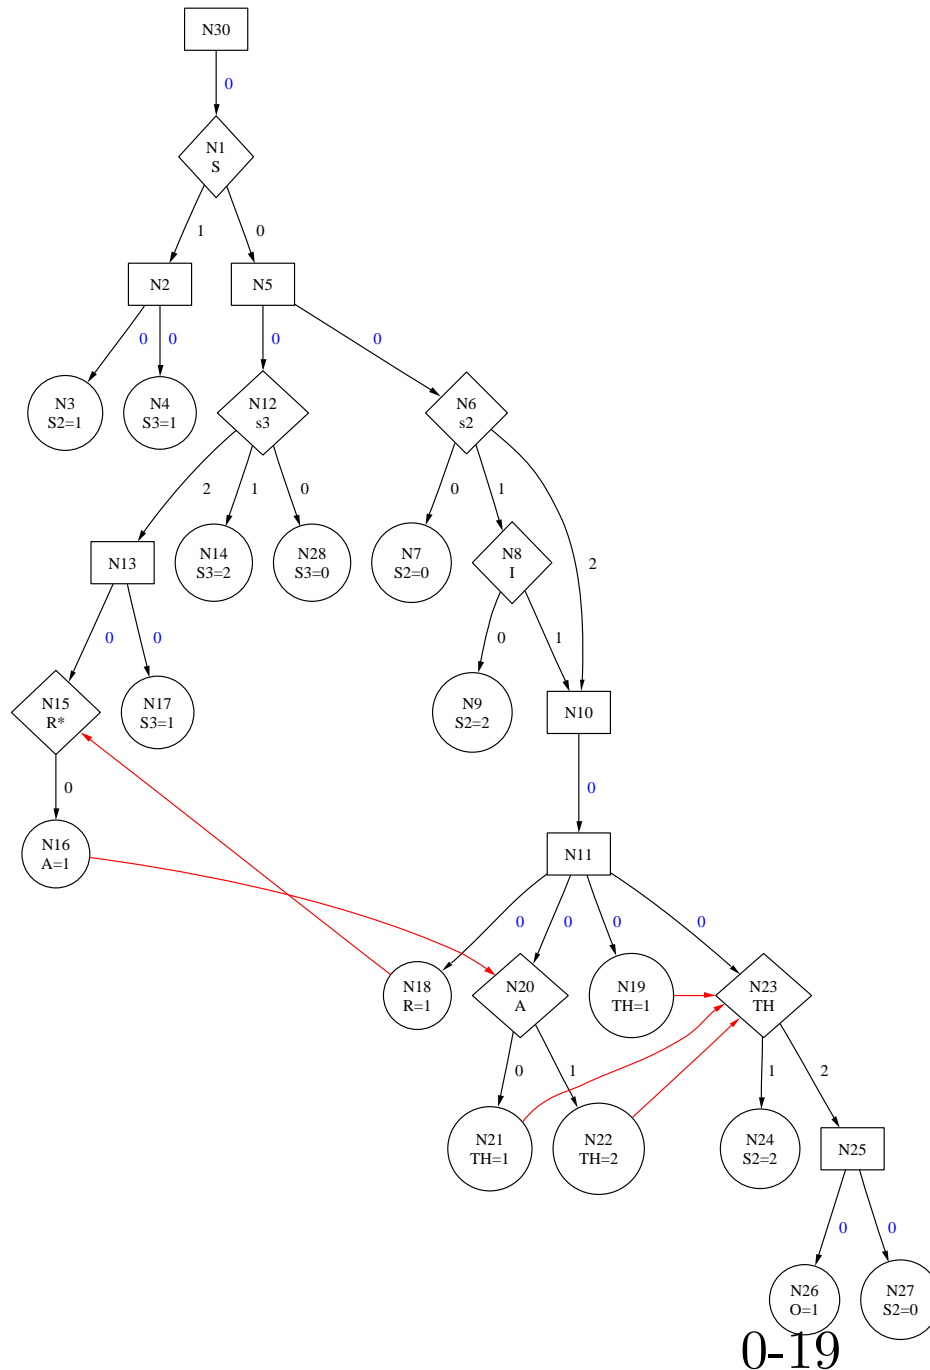 N30
0
N1
S
1
0
N2
N5
0
0
0
0
N3
S2=1
N4
S3=1
N12
s3
N6
s2
2
1
0
0
1
2
N13
N14
S3=2
N28
S3=0
N7
S2=0
N8
I
0
0
0
1
N15
R*
N17
S3=1
N9
S2=2
N10
0
0
N16
A=1
N11
0
0
0
0
N18
R=1
N20
A
N19
TH=1
N23
TH
0
1
1
2
N21
TH=1
N22
TH=2
N24
S2=2
N25
0
0
N26
O=1
N27
S2=0
0-19